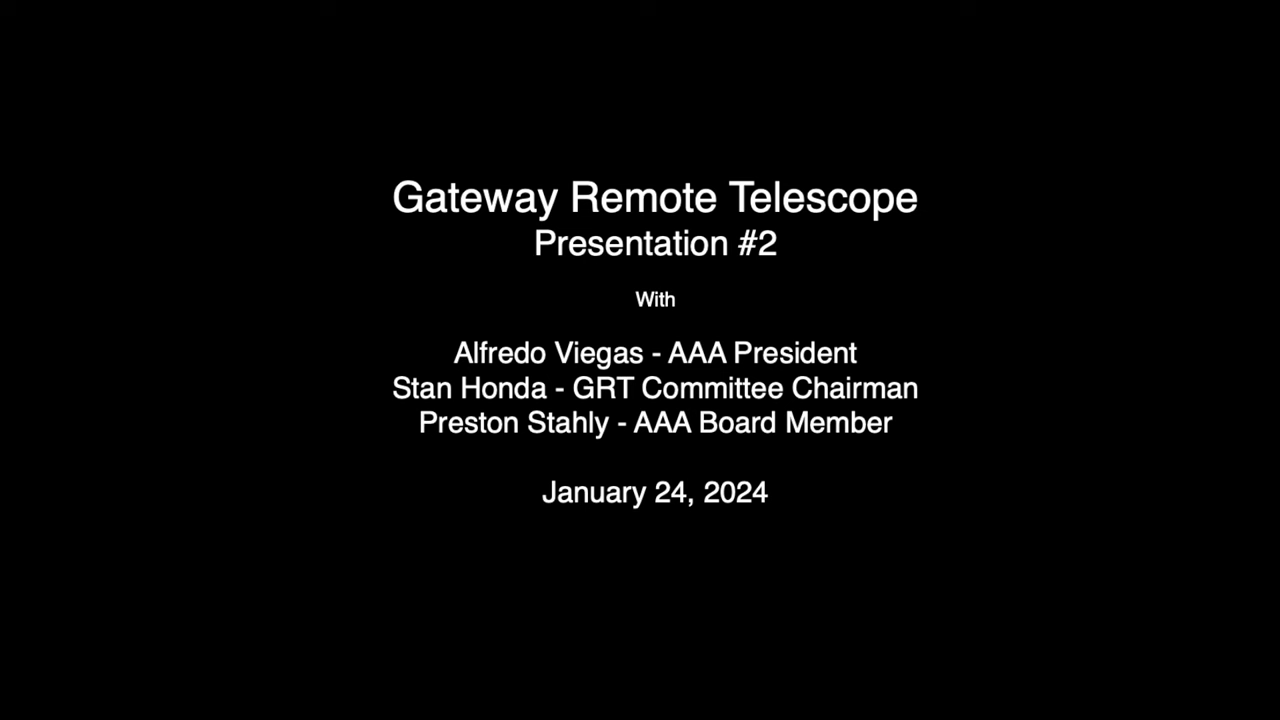 Gateway Remote Telescope
Presentation #2
With
Alfredo Viegas - AAA President
Stan Honda - GRT Committee Chairman
Preston Stahly - AAA Board Member
January 24, 2024